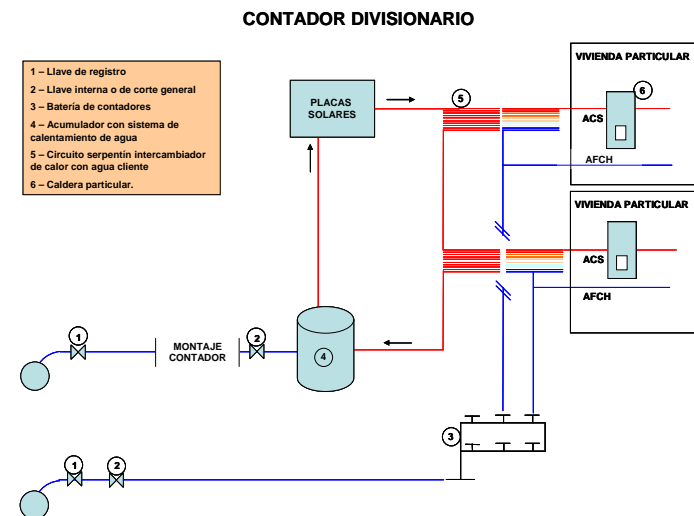 CONTADOR DIVISIONARIO
1 – Llave de registro
2 – Llave interna o de corte general
3 – Batería de contadores
4 – Acumulador con sistema de
calentamiento de agua
5 – Circuito serpentín intercambiador
de calor con agua cliente
6 – Caldera particular.
PLACAS
SOLARES
5
VIVIENDA PARTICULAR
6
ACS
AFCH
VIVIENDA PARTICULAR
ACS
AFCH
1
MONTAJE
CONTADOR
2
4
3
1
2